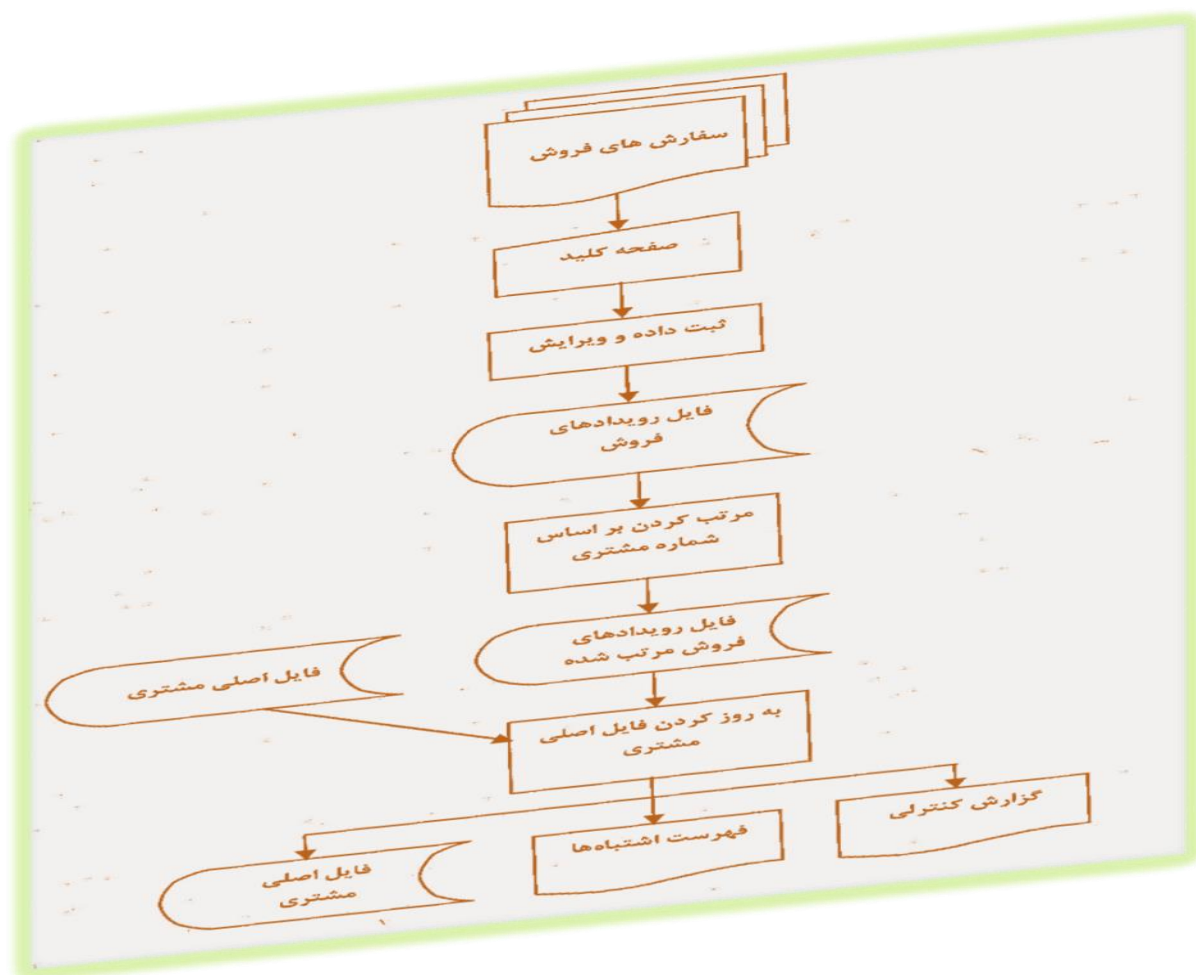 سفارش های فروش
صفحه کلید
ثبت داده و ویرایش
فایل رویدادهای
فروش
مرتب کردن بر اساس
شماره مشتری
فایل رویدادهای
فروش مرتب شده
فایل اصلی مشتری
به روز کردن فایل اصلی
مشتری
گزارش کنترلی
فهرست اشتباه‌ها
فایل اصلی
مشتری